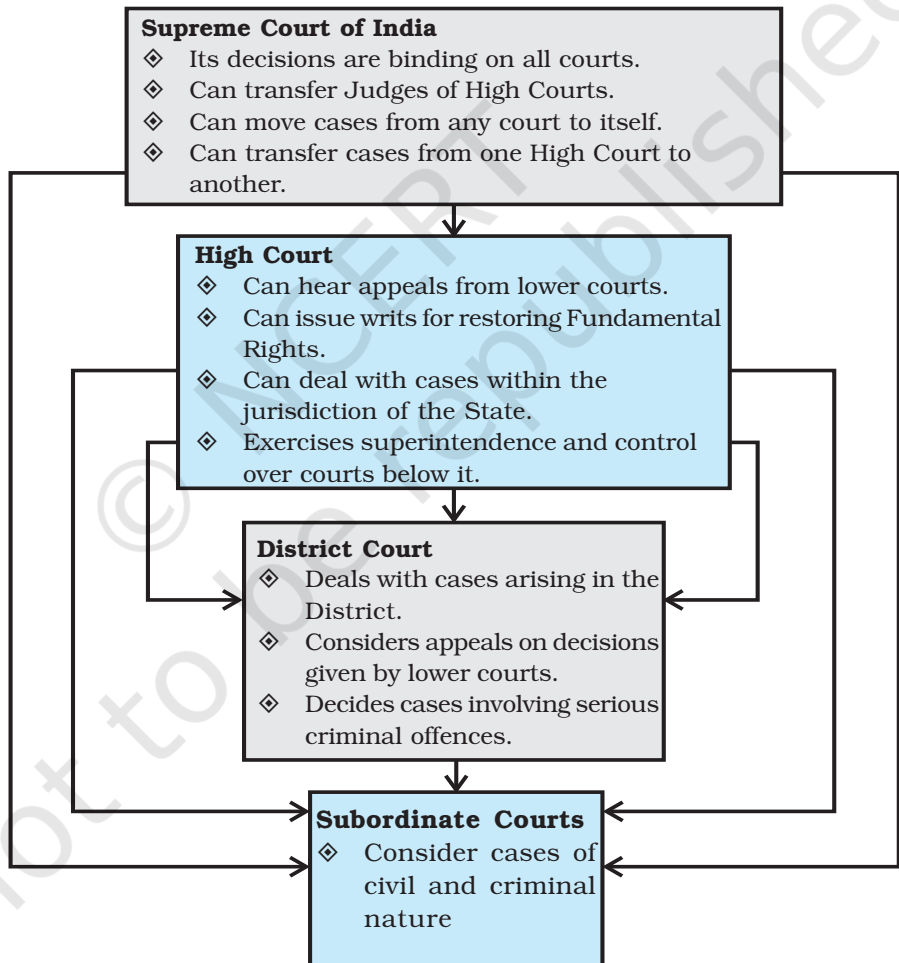 Supreme Court of India
◈ Its decisions are binding on all courts.
◈ Can transfer Judges of High Courts.
◈ Can move cases from any court to itself.
◈ Can transfer cases from one High Court to
another.
High Court
◈ Can hear appeals from lower courts.
◈ Can issue writs for restoring Fundamental
Rights.
◈ Can deal with cases within the
jurisdiction of the State.
◈ Exercises superintendence and control
over courts below it.
District Court
◈ Deals with cases arising in the
District.
◈ Considers appeals on decisions
given by lower courts.
◈ Decides cases involving serious
criminal offences.
Subordinate Courts
◈ Consider cases of
civil and criminal
nature
© NCERT
not to be republished